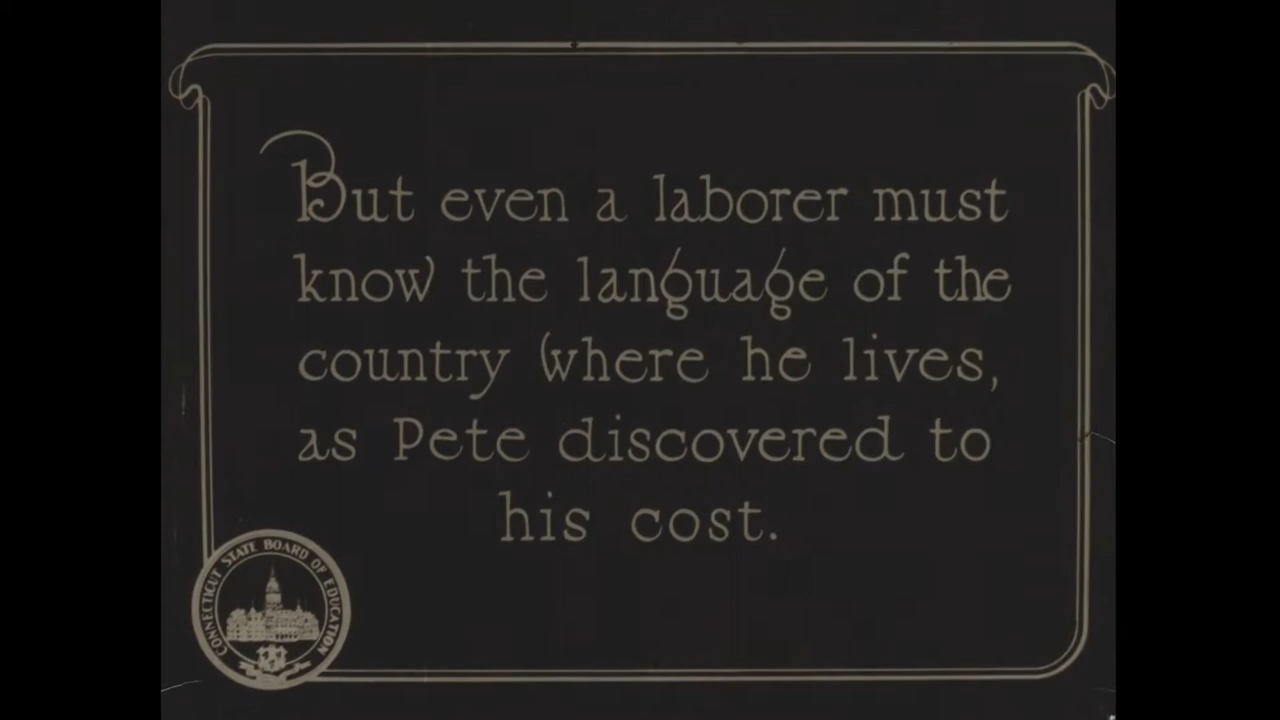 But even a laborer must
know the language of the
country where he lives,
as Pete discovered to
his cost.
CONNECTICUT STATE BOARD OF EDUCATION